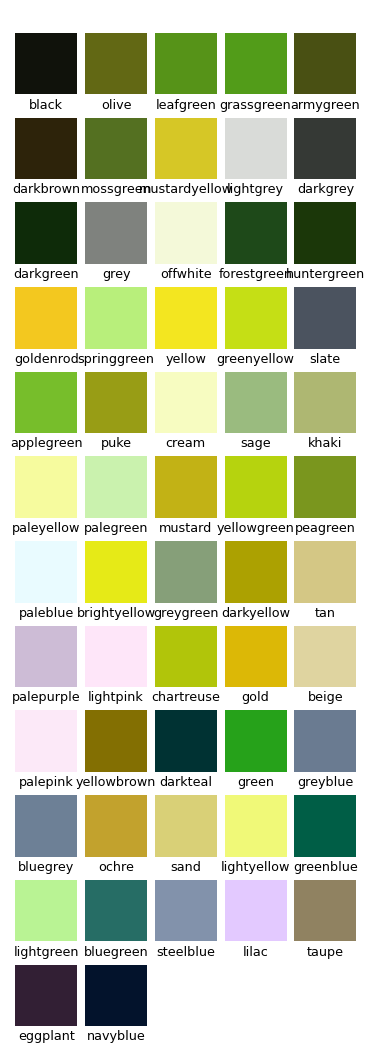 black olive leafgreen grassgreen armygreen
darkbrown mossgreen mustardyellow lightgrey darkgrey
darkgreen grey offwhite forestgreen huntergreen
goldenrod springgreen yellow greenyellow slate
applegreen puke cream sage khaki
paleyellow palegreen mustard yellowgreen peagreen
paleblue brightyellow greygreen darkyellow tan
palepurple lightpink chartreuse gold beige
palepink yellowbrown darkteal green greyblue
bluegrey ochre sand lightyellow greenblue
lightgreen bluegreen steelblue lilac taupe
eggplant navyblue